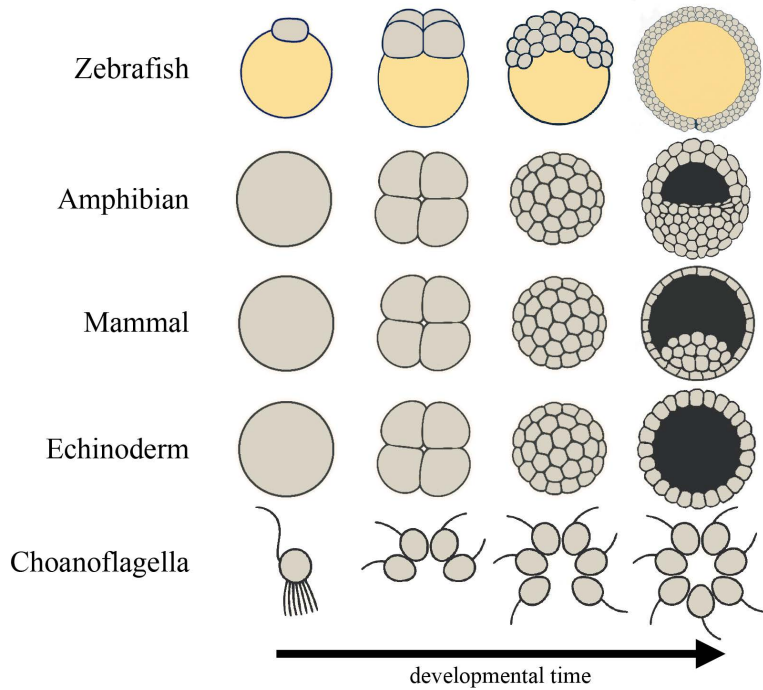 Zebrafish
Amphibian
Mammal
Echinoderm
Choanoflagella
developmental time